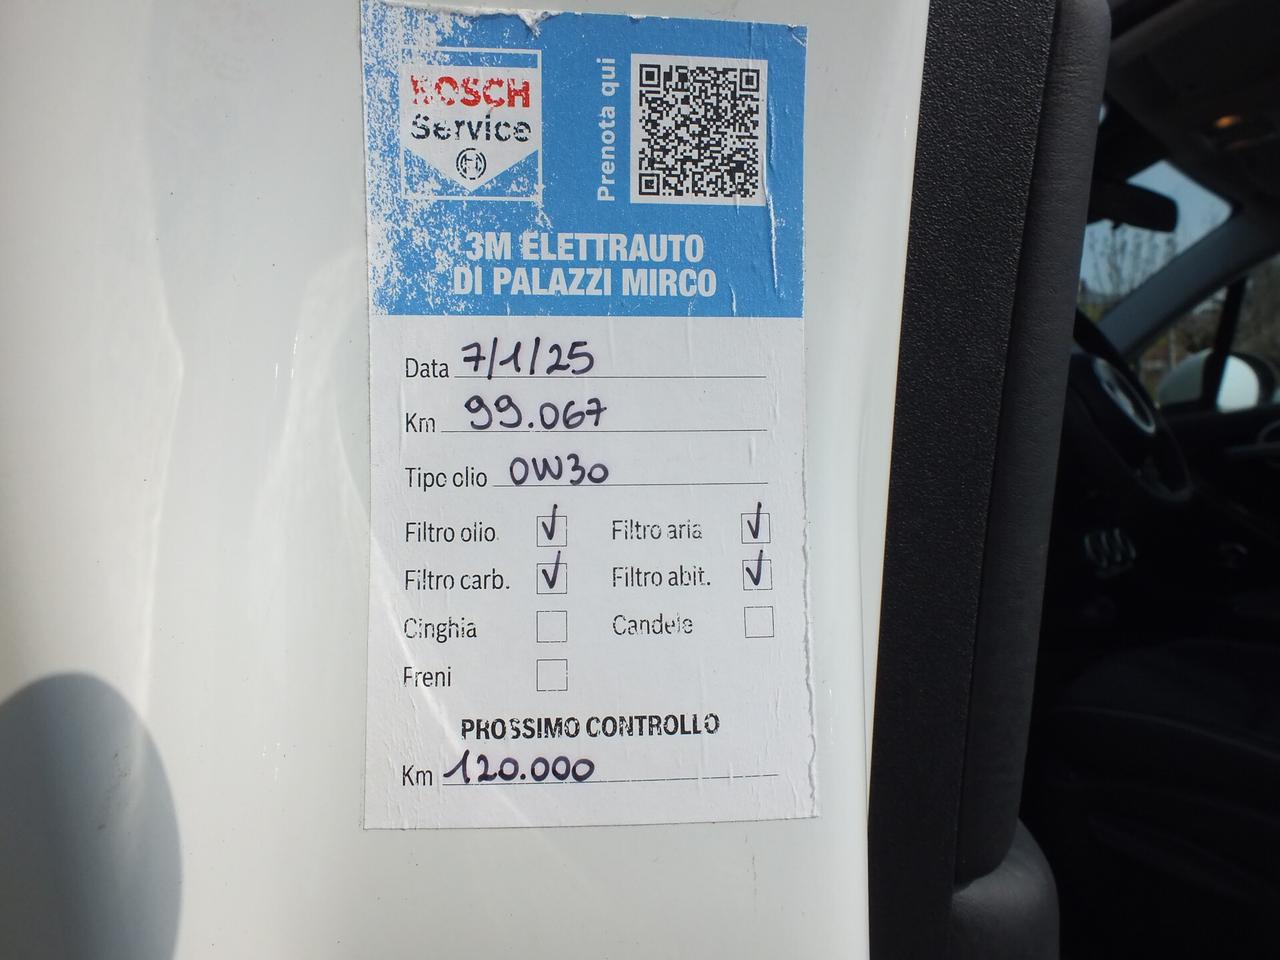 BOSCH
Service
Prenota qui
3M ELETTRAUTO
DI PALAZZI MIRCO
Data 7/1/25
Km 99.067
Tipo olio 0W30
Filtro olio √ Filtro aria √
Filtro carb. √ Filtro abit. √
Cinghia Candele
Freni
PROSSIMO CONTROLLO
Km 120.000